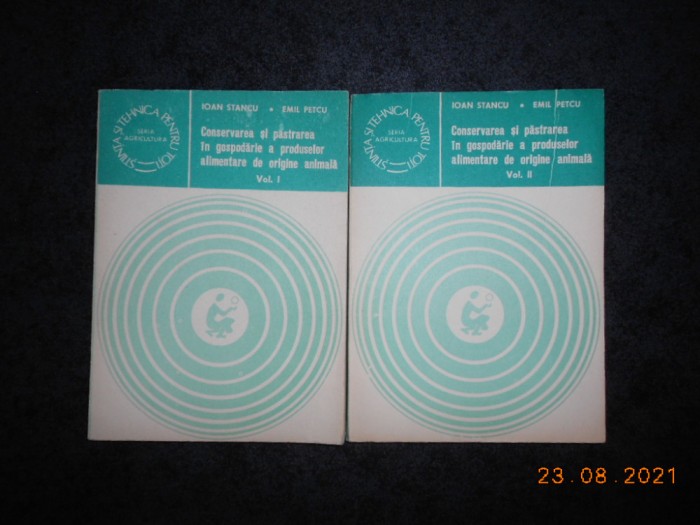 ȘTIINȚA ȘI TEHNICA PENTRU TOȚI
SERIA
AGRICULTURA
IOAN STANCU • EMIL PETCU
Conservarea și păstrarea
în gospodărie a produselor
alimentare de origine animală
Vol. I
ȘTIINȚA ȘI TEHNICA PENTRU TOȚI
SERIA
AGRICULTURA
IOAN STANCU • EMIL PETCU
Conservarea și păstrarea
în gospodărie a produselor
alimentare de origine animală
Vol. II
23.08.2021